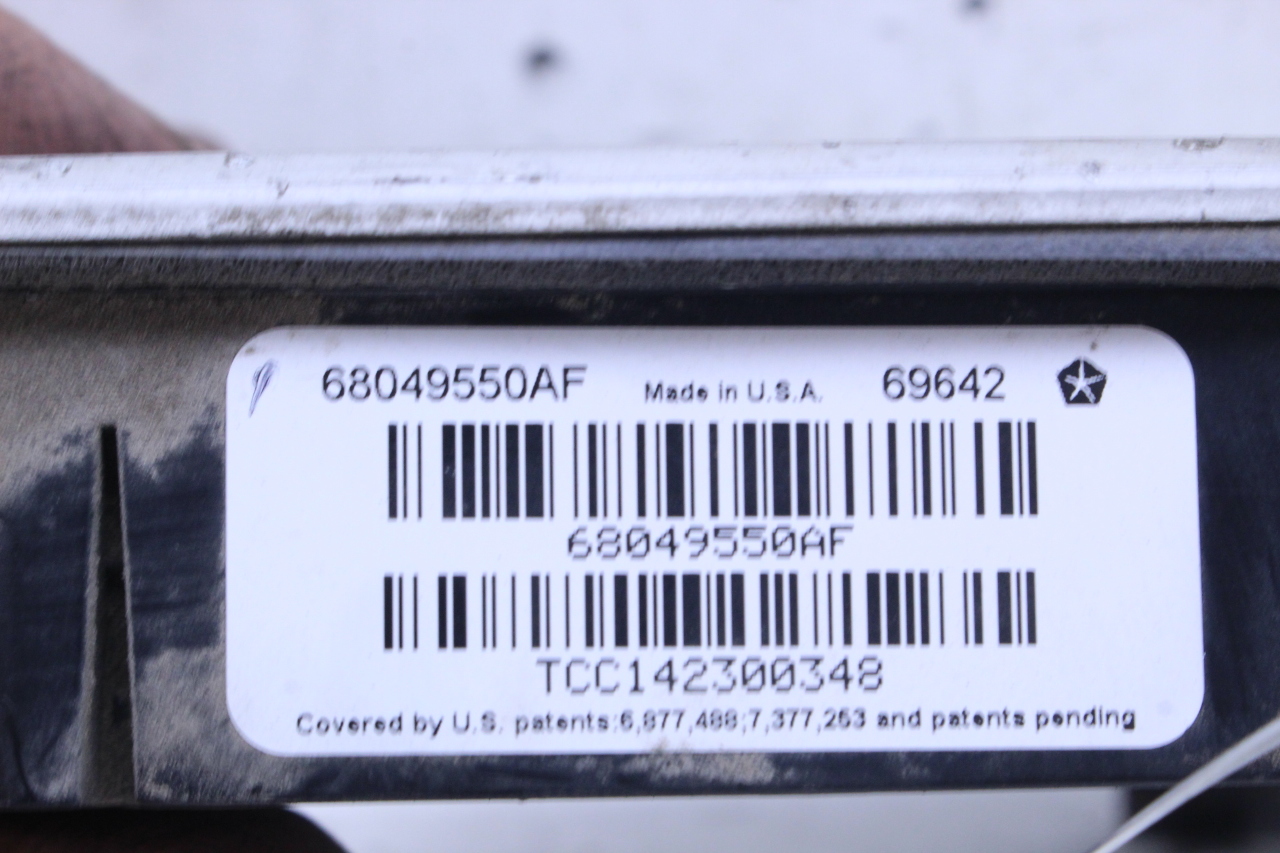 68049550AF Made in U.S.A. 69642
68049550AF
TCC142300348
Covered by U.S. patents:6,877,488;7,377,253 and patents pending